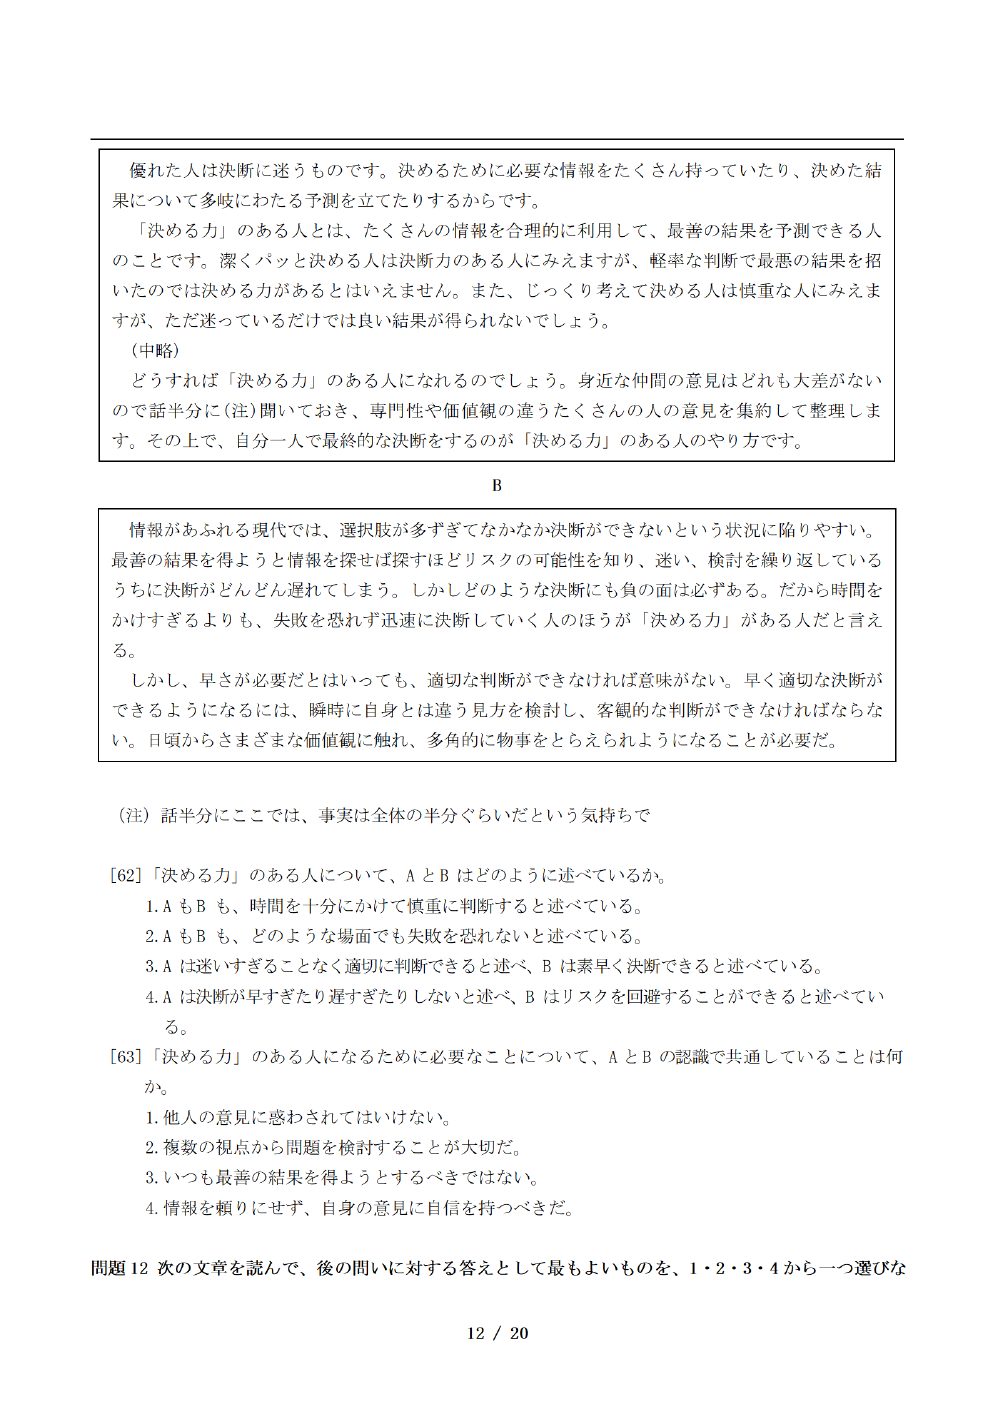 優れた人は決断に迷うものです。決めるために必要な情報をたくさん持っていたり、決めた結
果について多岐にわたる予測を立てたりするからです。
「決める力」のある人とは、たくさんの情報を合理的に利用して、最善の結果を予測できる人
のことです。潔くパッと決める人は決断力のある人にみえますが、軽率な判断で最悪の結果を招
いたのでは決める力があるとはいえません。また、じっくり考えて決める人は慎重な人にみえま
すが、ただ迷っているだけでは良い結果が得られないでしょう。
（中略）
どうすれば「決める力」のある人になれるのでしょう。身近な仲間の意見はどれも大差がない
ので話半分に(注)聞いておき、専門性や価値観の違うたくさんの人の意見を集約して整理しま
す。その上で、自分一人で最終的な決断をするのが「決める力」のある人のやり方です。
B
情報があふれる現代では、選択肢が多ずぎてなかなか決断ができないという状況に陥りやすい。
最善の結果を得ようと情報を探せば探すほどリスクの可能性を知り、迷い、検討を繰り返している
うちに決断がどんどん遅れてしまう。しかしどのような決断にも負の面は必ずある。だから時間を
かけすぎるよりも、失敗を恐れず迅速に決断していく人のほうが「決める力」がある人だと言え
る。
しかし、早さが必要だとはいっても、適切な判断ができなければ意味がない。早く適切な決断が
できるようになるには、瞬時に自身とは違う見方を検討し、客観的な判断ができなければならな
い。日頃からさまざまな価値観に触れ、多角的に物事をとらえられようになることが必要だ。
（注）話半分にここでは、事実は全体の半分ぐらいだという気持ちで
[62]「決める力」のある人について、A と B はどのように述べているか。
1. A も B も、時間を十分にかけて慎重に判断すると述べている。
2. A も B も、どのような場面でも失敗を恐れないと述べている。
3. A は迷いすぎることなく適切に判断できると述べ、B は素早く決断できると述べている。
4. A は決断が早すぎたり遅すぎたりしないと述べ、B はリスクを回避することができると述べてい
る。
[63]「決める力」のある人になるために必要なことについて、A と B の認識で共通していることは何
か。
1. 他人の意見に惑わされてはいけない。
2. 複数の視点から問題を検討することが大切だ。
3. いつも最善の結果を得ようとするべきではない。
4. 情報を頼りにせず、自身の意見に自信を持つべきだ。
問題 12 次の文章を読んで、後の問いに対する答えとして最もよいものを、1・2・3・4 から一つ選びな
12 / 20